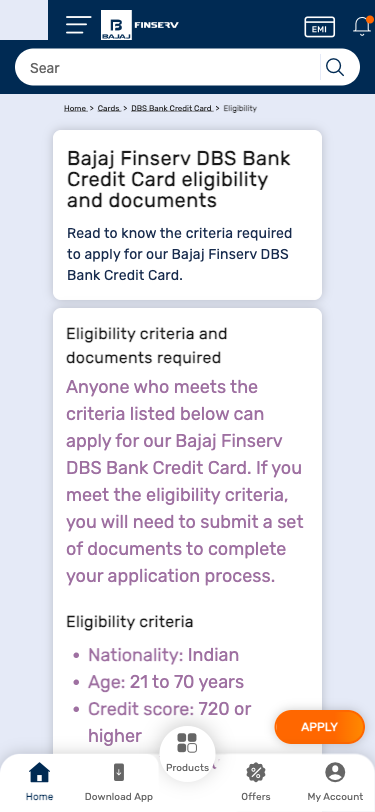 BAJAJ FINSERV
EMI
Sear
Home > Cards > DBS Bank Credit Card > Eligibility
Bajaj Finserv DBS Bank
Credit Card eligibility
and documents
Read to know the criteria required
to apply for our Bajaj Finserv DBS
Bank Credit Card.
Eligibility criteria and
documents required
Anyone who meets the
criteria listed below can
apply for our Bajaj Finserv
DBS Bank Credit Card. If you
meet the eligibility criteria,
you will need to submit a set
of documents to complete
your application process.
Eligibility criteria
• Nationality: Indian
• Age: 21 to 70 years
• Credit score: 720 or
higher
APPLY
Products
Home
Download App
Offers
My Account